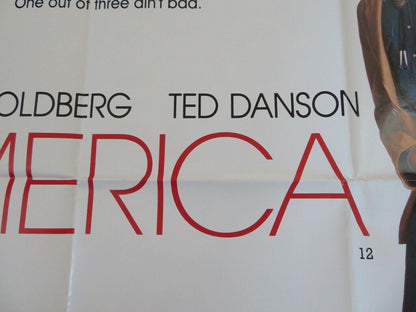 One out of three ain't bad.
OLDBERG TED DANSON
MERICA
12